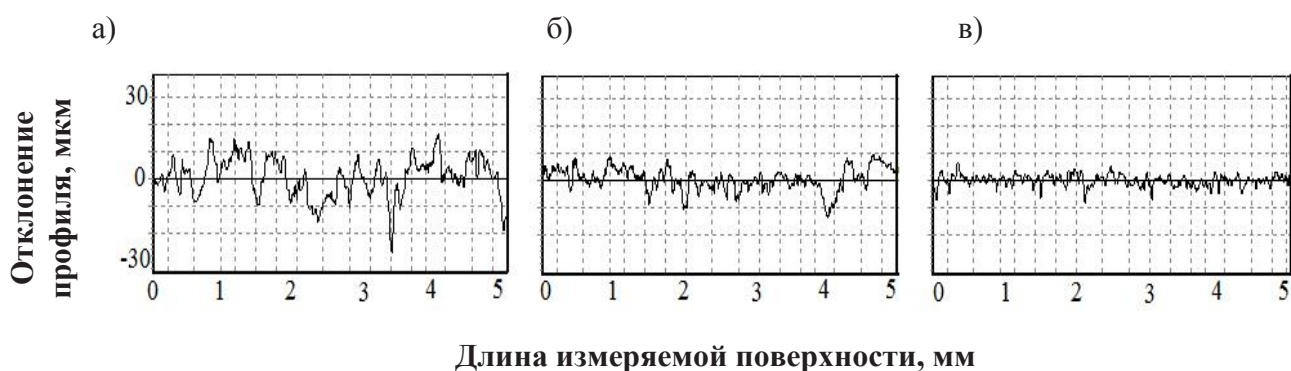 а) б) в)
Отклонение
профиля, мкм
30
0
-30
0 1 2 3 4 5 0 1 2 3 4 5 0 1 2 3 4 5
Длина измеряемой поверхности, мм